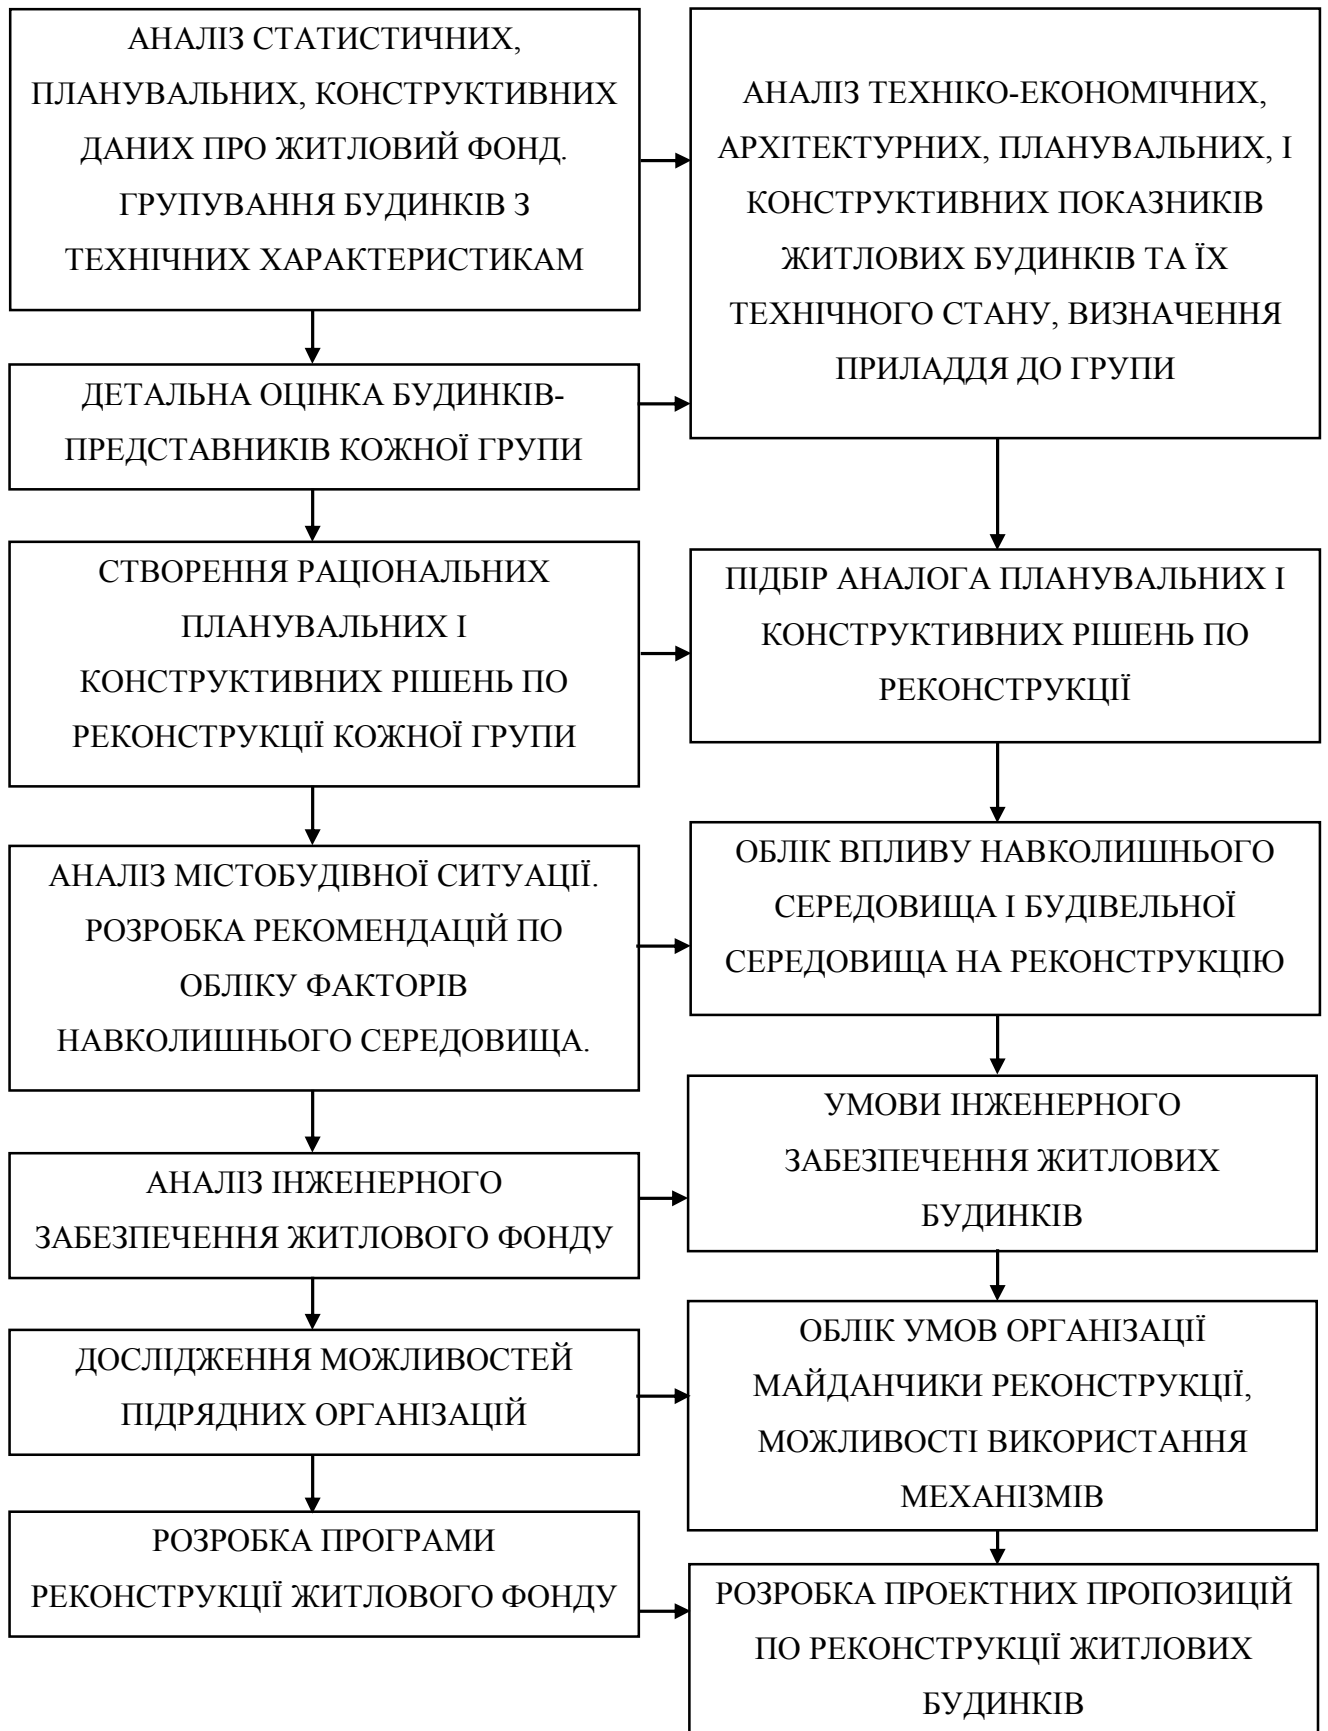 АНАЛІЗ СТАТИСТИЧНИХ,
ПЛАНУВАЛЬНИХ, КОНСТРУКТИВНИХ
ДАНИХ ПРО ЖИТЛОВИЙ ФОНД.
ГРУПУВАННЯ БУДИНКІВ З
ТЕХНІЧНИХ ХАРАКТЕРИСТИКАМ
АНАЛІЗ ТЕХНІКО-ЕКОНОМІЧНИХ,
АРХІТЕКТУРНИХ, ПЛАНУВАЛЬНИХ, І
КОНСТРУКТИВНИХ ПОКАЗНИКІВ
ЖИТЛОВИХ БУДИНКІВ ТА ЇХ
ТЕХНІЧНОГО СТАНУ, ВИЗНАЧЕННЯ
ПРИЛАДДЯ ДО ГРУПИ
ДЕТАЛЬНА ОЦІНКА БУДИНКІВ-
ПРЕДСТАВНИКІВ КОЖНОЇ ГРУПИ
СТВОРЕННЯ РАЦІОНАЛЬНИХ
ПЛАНУВАЛЬНИХ І
КОНСТРУКТИВНИХ РІШЕНЬ ПО
РЕКОНСТРУКЦІЇ КОЖНОЇ ГРУПИ
ПІДБІР АНАЛОГА ПЛАНУВАЛЬНИХ І
КОНСТРУКТИВНИХ РІШЕНЬ ПО
РЕКОНСТРУКЦІЇ
АНАЛІЗ МІСТОБУДІВНОЇ СИТУАЦІЇ.
РОЗРОБКА РЕКОМЕНДАЦІЙ ПО
ОБЛІКУ ФАКТОРІВ
НАВКОЛИШНЬОГО СЕРЕДОВИЩА.
ОБЛІК ВПЛИВУ НАВКОЛИШНЬОГО
СЕРЕДОВИЩА І БУДІВЕЛЬНОЇ
СЕРЕДОВИЩА НА РЕКОНСТРУКЦІЮ
АНАЛІЗ ІНЖЕНЕРНОГО
ЗАБЕЗПЕЧЕННЯ ЖИТЛОВОГО ФОНДУ
УМОВИ ІНЖЕНЕРНОГО
ЗАБЕЗПЕЧЕННЯ ЖИТЛОВИХ
БУДИНКІВ
ДОСЛІДЖЕННЯ МОЖЛИВОСТЕЙ
ПІДРЯДНИХ ОРГАНІЗАЦІЙ
ОБЛІК УМОВ ОРГАНІЗАЦІЇ
МАЙДАНЧИКИ РЕКОНСТРУКЦІЇ,
МОЖЛИВОСТІ ВИКОРИСТАННЯ
МЕХАНІЗМІВ
РОЗРОБКА ПРОГРАМИ
РЕКОНСТРУКЦІЇ ЖИТЛОВОГО ФОНДУ
РОЗРОБКА ПРОЕКТНИХ ПРОПОЗИЦІЙ
ПО РЕКОНСТРУКЦІЇ ЖИТЛОВИХ
БУДИНКІВ